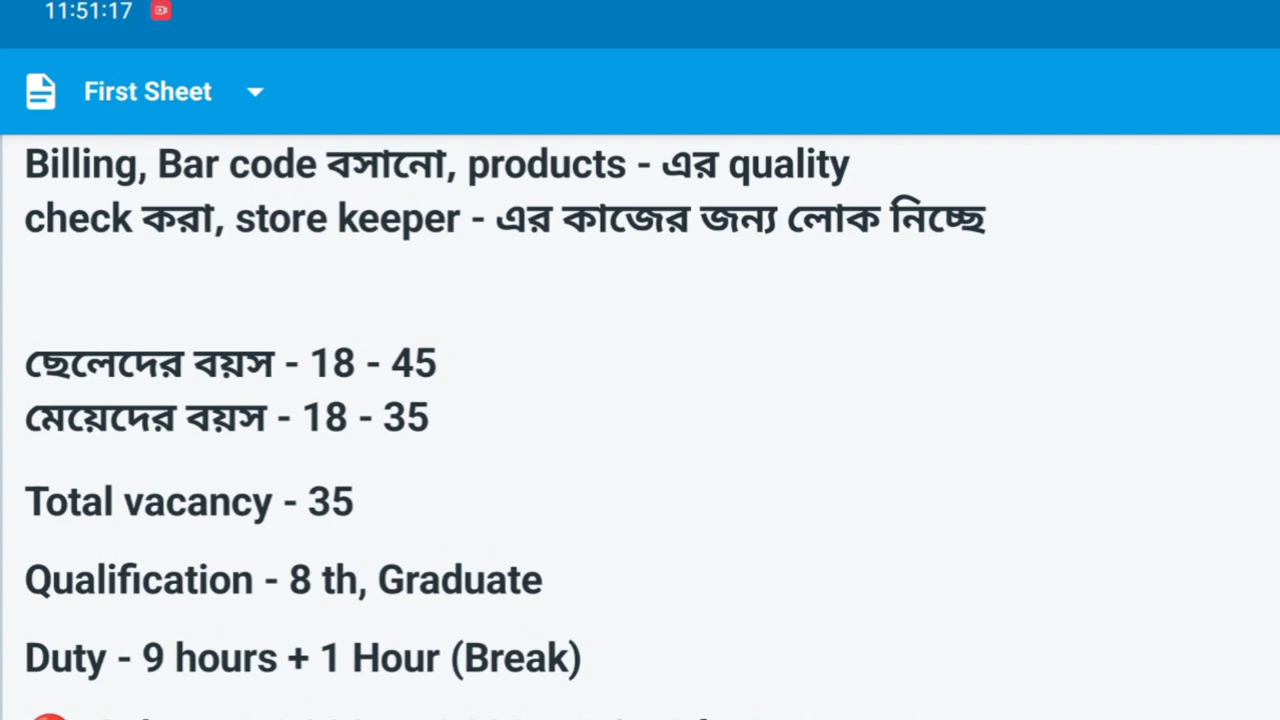 11:51:17
First Sheet
Billing, Bar code বসানো, products - এর quality
check করা, store keeper - এর কাজের জন্য লোক নিচ্ছে
ছেলেদের বয়স - 18 - 45
মেয়েদের বয়স - 18 - 35
Total vacancy - 35
Qualification - 8 th, Graduate
Duty - 9 hours + 1 Hour (Break)